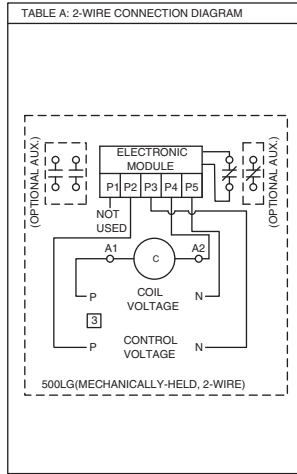 TABLE A: 2-WIRE CONNECTION DIAGRAM
(OPTIONAL AUX.)
ELECTRONIC
MODULE
P1 P2 P3 P4 P5
(OPTIONAL AUX.)
NOT
USED
A1
C
A2
P
COIL
VOLTAGE
N
3
P
CONTROL
VOLTAGE
N
500LG(MECHANICALLY-HELD, 2-WIRE)